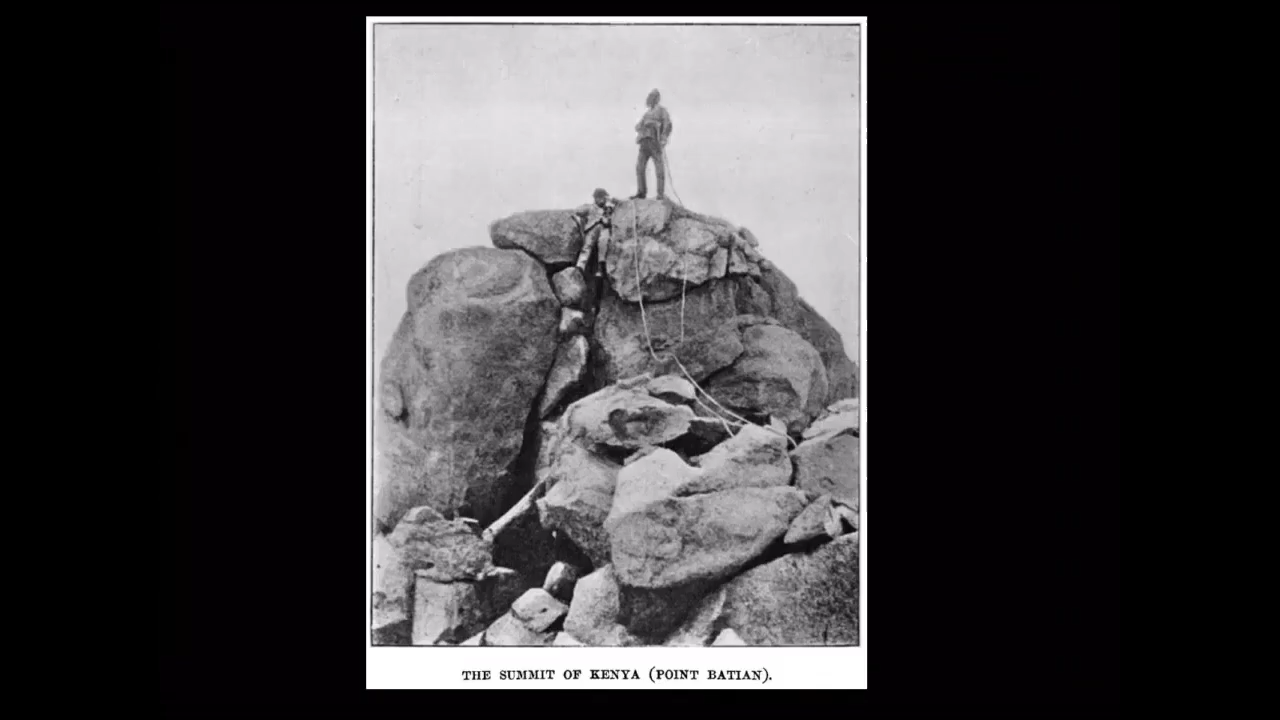 THE SUMMIT OF KENYA (POINT BATIAN).